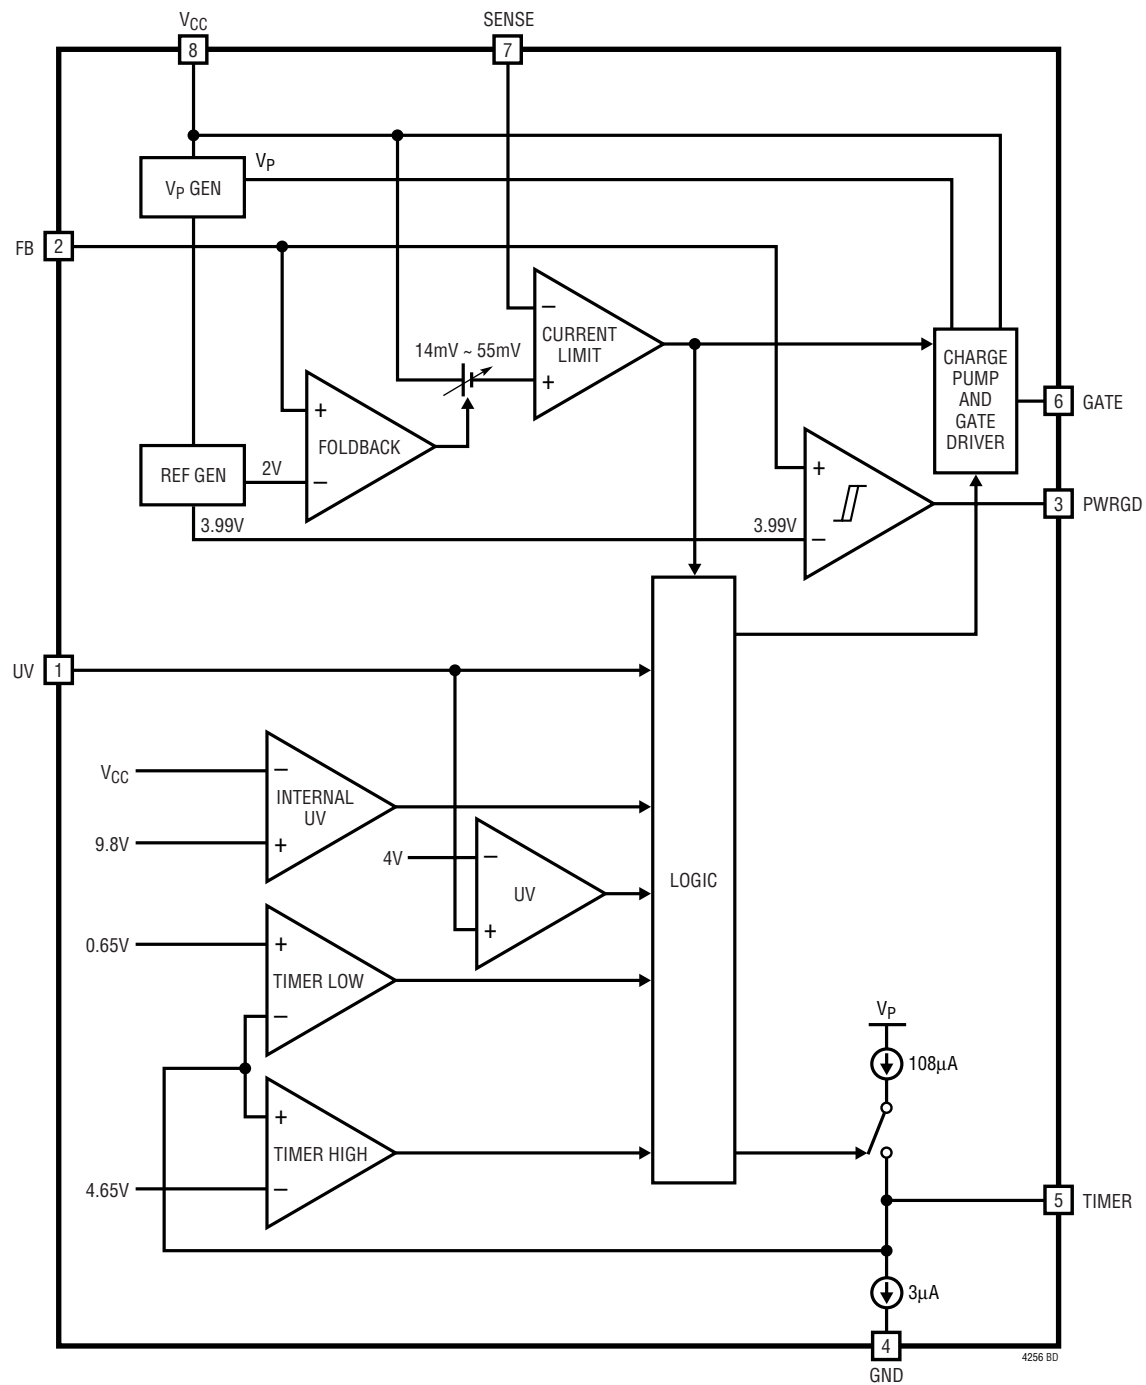 VCC
SENSE
8
7
VP
VP GEN
FB
2
14mV ~ 55mV
−
CURRENT
LIMIT
+
CHARGE
PUMP
AND
GATE
DRIVER
6
GATE
+
FOLDBACK
−
REF GEN
2V
3.99V
3.99V
+
−
3
PWRGD
UV
1
VCC
−
INTERNAL
UV
9.8V
+
4V
−
UV
+
LOGIC
0.65V
+
TIMER LOW
−
+
TIMER HIGH
4.65V
−
VP
108µA
5
TIMER
3µA
4
GND
4256 BD